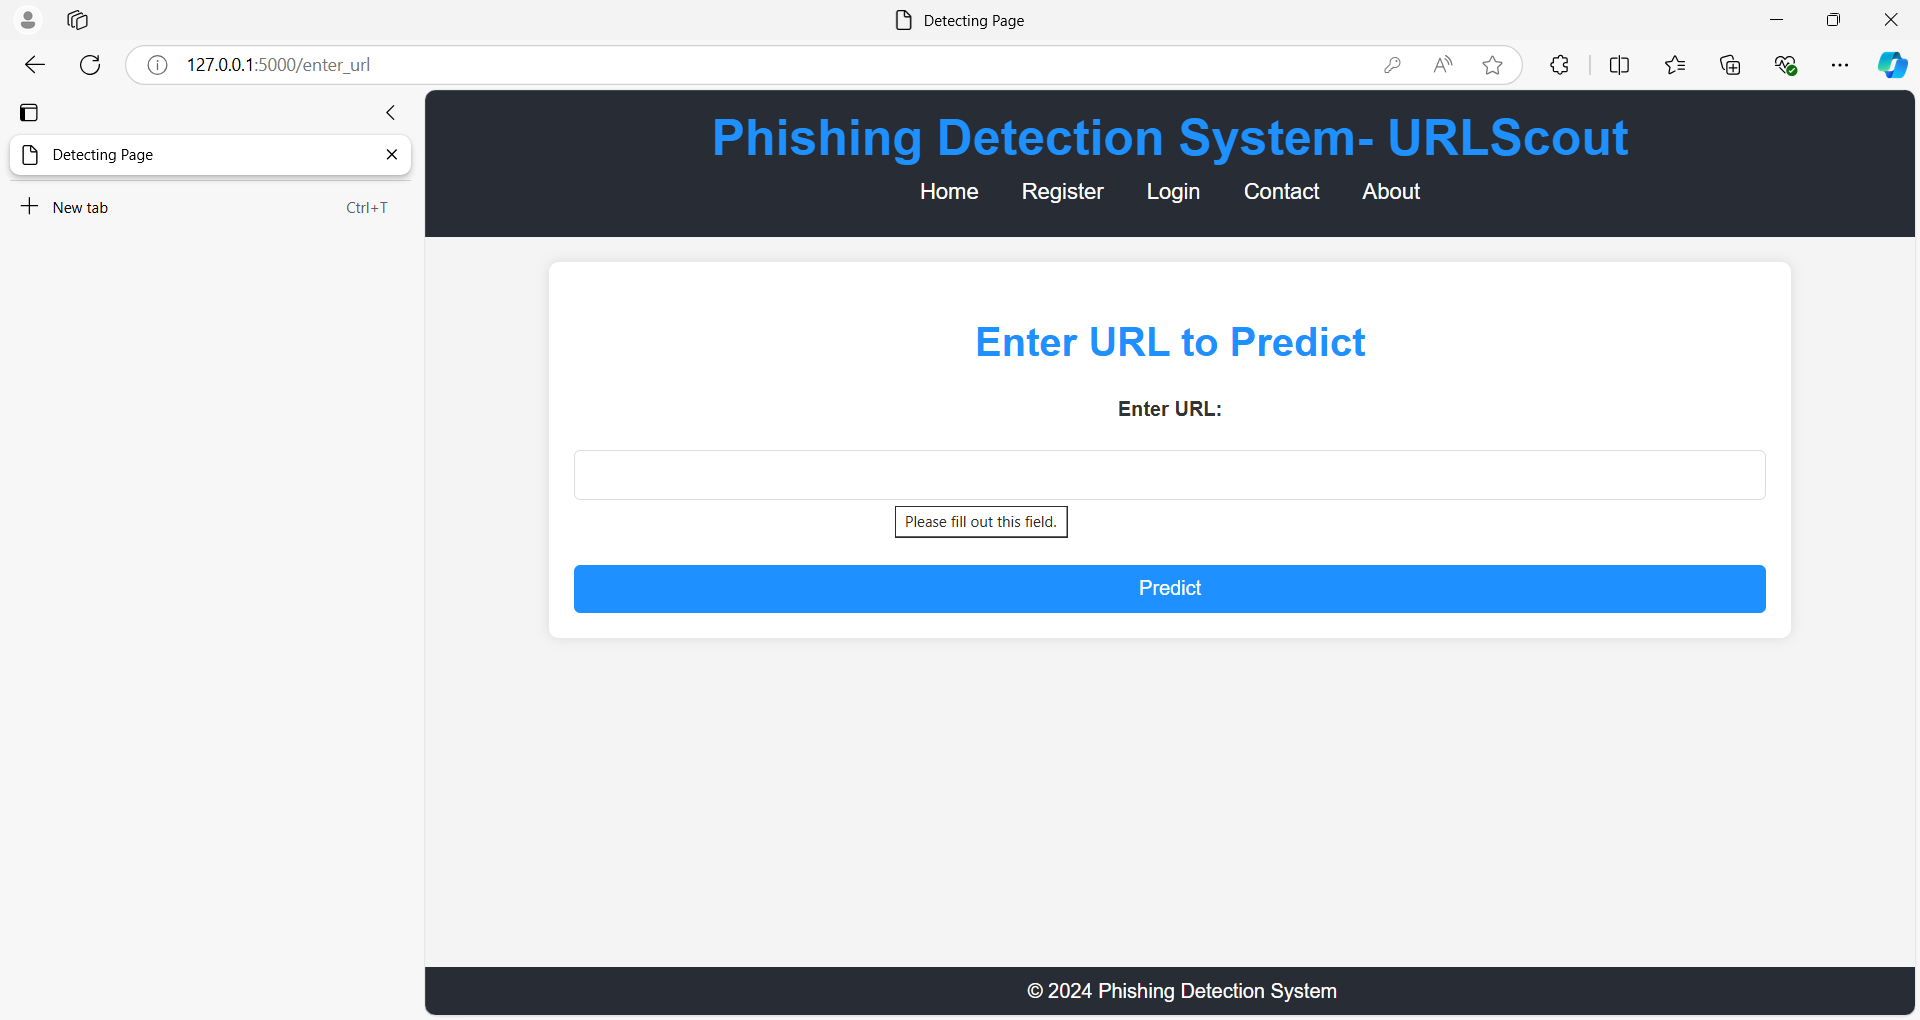 Detecting Page
127.0.0.1:5000/enter_url
Detecting Page
New tab Ctrl+T
Phishing Detection System- URLScout
Home Register Login Contact About
Enter URL to Predict
Enter URL:
Please fill out this field.
Predict
© 2024 Phishing Detection System